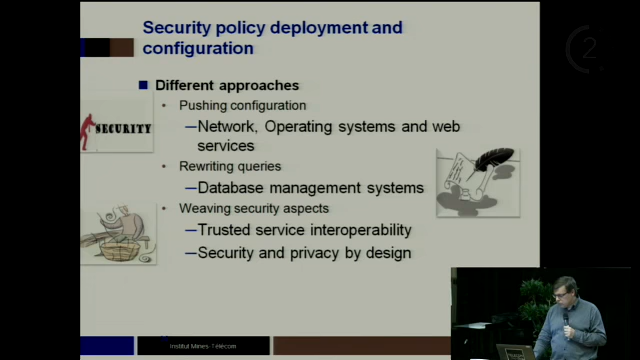 Security policy deployment and
configuration
Different approaches
Pushing configuration
—Network, Operating systems and web
services
Rewriting queries
—Database management systems
Weaving security aspects
—Trusted service interoperability
—Security and privacy by design
SECURITY
Institut Mines-Télécom
2